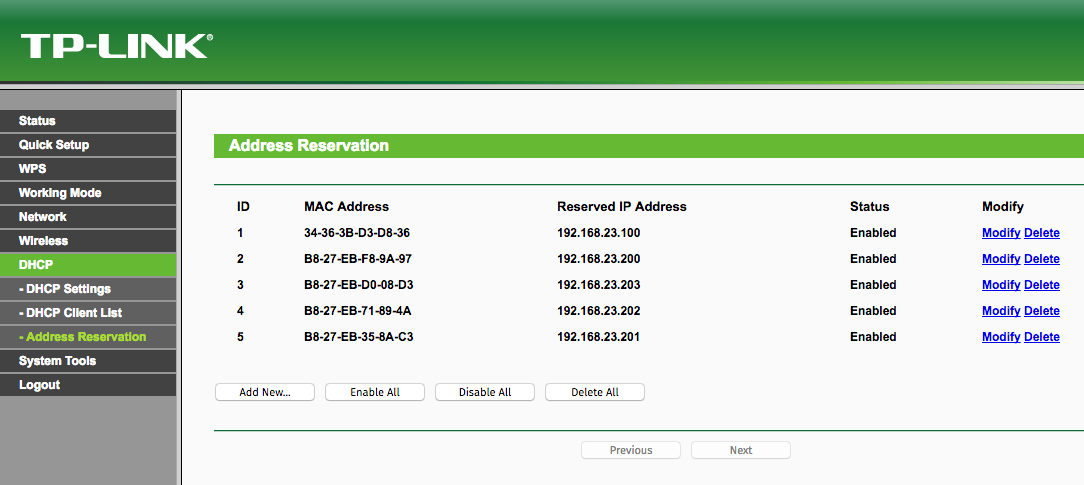 TP-LINK®
Status
Quick Setup
WPS
Working Mode
Network
Wireless
DHCP
- DHCP Settings
- DHCP Client List
- Address Reservation
System Tools
Logout
Address Reservation
ID MAC Address Reserved IP Address Status Modify
1 34-36-3B-D3-D8-36 192.168.23.100 Enabled Modify Delete
2 B8-27-EB-F8-9A-97 192.168.23.200 Enabled Modify Delete
3 B8-27-EB-D0-08-D3 192.168.23.203 Enabled Modify Delete
4 B8-27-EB-71-89-4A 192.168.23.202 Enabled Modify Delete
5 B8-27-EB-35-8A-C3 192.168.23.201 Enabled Modify Delete
Add New... Enable All Disable All Delete All
Previous Next